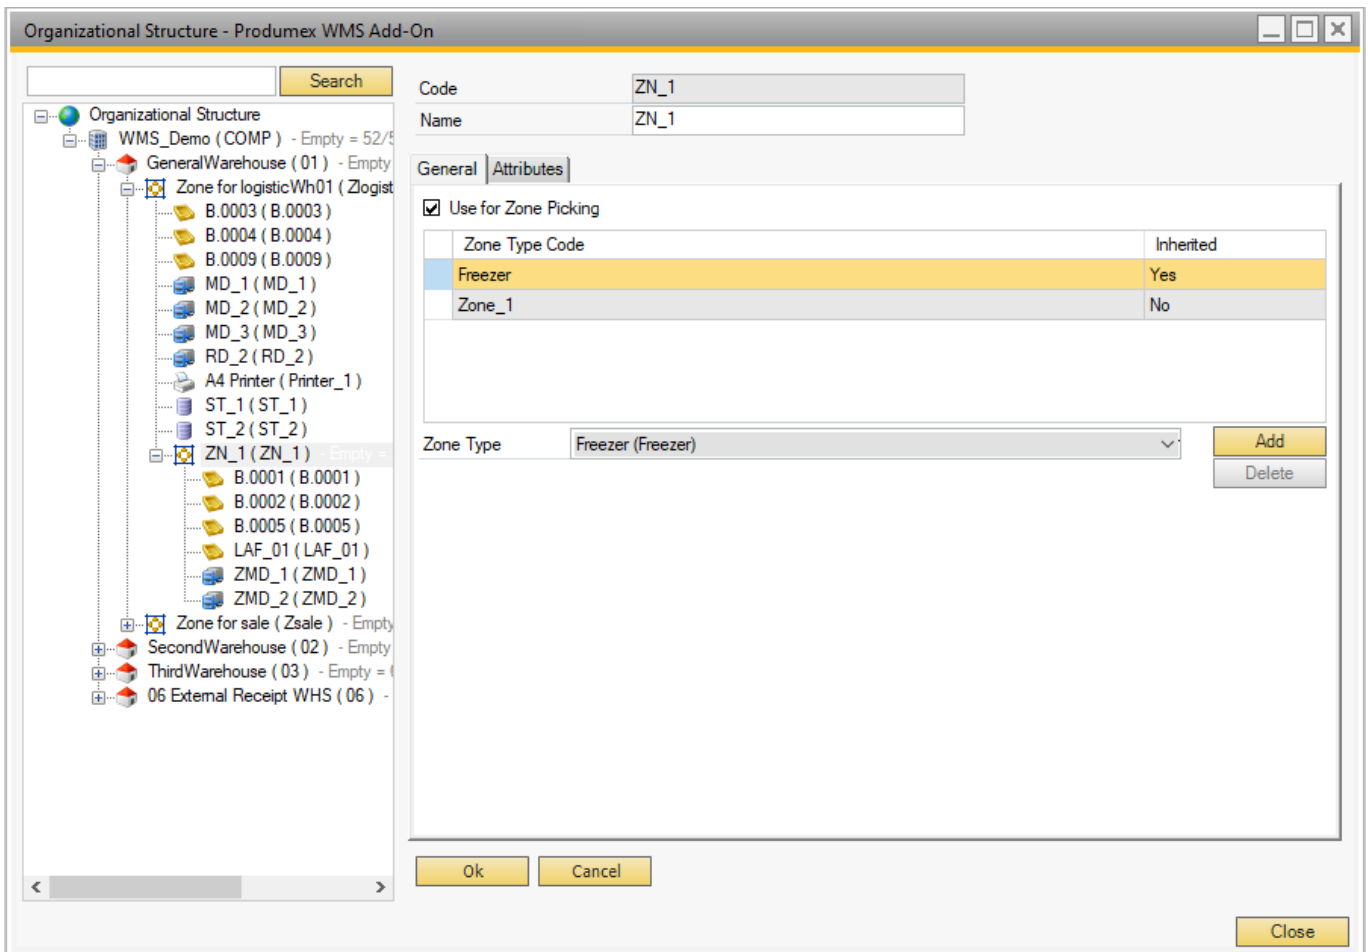 Organizational Structure - Produmex WMS Add-On
Search
Organizational Structure
WMS_Demo ( COMP ) - Empty = 52/5
GeneralWarehouse ( 01 ) - Empty
Zone for logisticWh01 ( Zlogist
B.0003 ( B.0003 )
B.0004 ( B.0004 )
B.0009 ( B.0009 )
MD_1 ( MD_1 )
MD_2 ( MD_2 )
MD_3 ( MD_3 )
RD_2 ( RD_2 )
A4 Printer ( Printer_1 )
ST_1 ( ST_1 )
ST_2 ( ST_2 )
ZN_1 ( ZN_1 ) - Empty =
B.0001 ( B.0001 )
B.0002 ( B.0002 )
B.0005 ( B.0005 )
LAF_01 ( LAF_01 )
ZMD_1 ( ZMD_1 )
ZMD_2 ( ZMD_2 )
Zone for sale ( Zsale ) - Empty
SecondWarehouse ( 02 ) - Empty
ThirdWarehouse ( 03 ) - Empty =
06 External Receipt WHS ( 06 ) -
Code ZN_1
Name ZN_1
General Attributes
Use for Zone Picking
Zone Type Code Inherited
Freezer Yes
Zone_1 No
Zone Type Freezer (Freezer) Add
Delete
Ok Cancel
Close